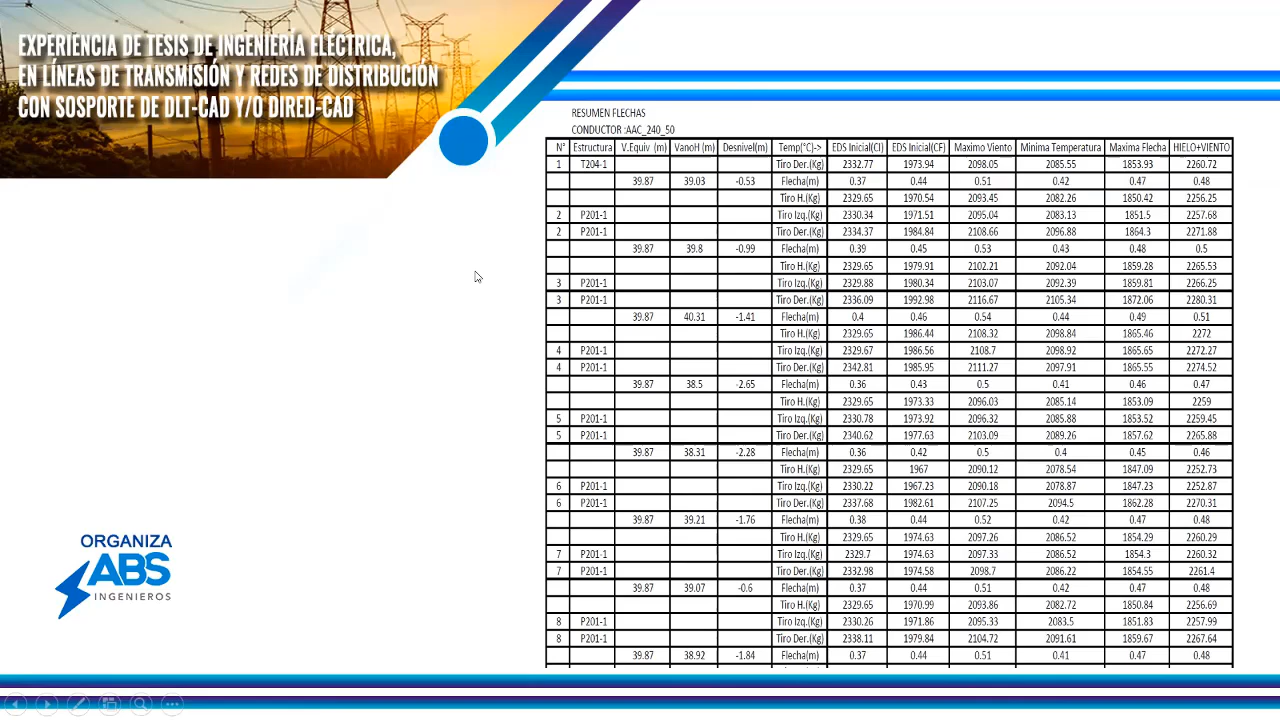 EXPERIENCIA DE TESIS DE INGENIERIA ELÉCTRICA,
EN LÍNEAS DE TRANSMISIÓN Y REDES DE DISTRIBUCIÓN
CON SOSPORTE DE DLT-CAD Y/O DIRED-CAD
RESUMEN FLECHAS
CONDUCTOR :AAC_240_50
N° Estructura V.Equiv (m) VanoH (m) Desnivel(m) Temp(°C)-> EDS Inicial(CI) EDS Inicial(CF) Maximo Viento Minima Temperatura Maxima Flecha HIELO+VIENTO
1 T204-1 Tiro Der.(Kg) 2332.77 1973.94 2098.05 2085.55 1853.93 2260.72
39.87 39.03 -0.53 Flecha(m) 0.37 0.44 0.51 0.42 0.47 0.48
Tiro H.(Kg) 2329.65 1970.54 2093.45 2082.26 1850.42 2256.25
2 P201-1 Tiro Izq.(Kg) 2330.34 1971.51 2095.04 2083.13 1851.5 2257.68
2 P201-1 Tiro Der.(Kg) 2334.37 1984.84 2108.66 2096.88 1864.3 2271.88
39.87 39.8 -0.99 Flecha(m) 0.39 0.45 0.53 0.43 0.48 0.5
Tiro H.(Kg) 2329.65 1979.91 2102.21 2092.04 1859.28 2265.53
3 P201-1 Tiro Izq.(Kg) 2329.88 1980.34 2103.07 2092.39 1859.81 2266.25
3 P201-1 Tiro Der.(Kg) 2336.09 1992.98 2116.67 2105.34 1872.06 2280.31
39.87 40.31 -1.41 Flecha(m) 0.4 0.46 0.54 0.44 0.49 0.51
Tiro H.(Kg) 2329.65 1986.44 2108.32 2098.84 1865.46 2272
4 P201-1 Tiro Izq.(Kg) 2329.67 1986.56 2108.7 2098.92 1865.65 2272.27
4 P201-1 Tiro Der.(Kg) 2342.81 1985.95 2111.27 2097.91 1865.55 2274.52
39.87 38.5 -2.65 Flecha(m) 0.36 0.43 0.5 0.41 0.46 0.47
Tiro H.(Kg) 2329.65 1973.33 2096.03 2085.14 1853.09 2259
5 P201-1 Tiro Izq.(Kg) 2330.78 1973.92 2096.32 2085.88 1853.52 2259.45
5 P201-1 Tiro Der.(Kg) 2340.62 1977.63 2103.09 2089.26 1857.62 2265.88
39.87 38.31 -2.28 Flecha(m) 0.36 0.42 0.5 0.4 0.45 0.46
Tiro H.(Kg) 2329.65 1967 2090.12 2078.54 1847.09 2252.73
6 P201-1 Tiro Izq.(Kg) 2330.22 1967.23 2090.18 2078.87 1847.23 2252.87
6 P201-1 Tiro Der.(Kg) 2337.68 1982.61 2107.25 2094.5 1862.28 2270.31
39.87 39.21 -1.76 Flecha(m) 0.38 0.44 0.52 0.42 0.47 0.48
Tiro H.(Kg) 2329.65 1974.63 2097.26 2086.52 1854.29 2260.29
7 P201-1 Tiro Izq.(Kg) 2329.7 1974.63 2097.33 2086.52 1854.3 2260.32
7 P201-1 Tiro Der.(Kg) 2332.98 1974.58 2098.7 2086.22 1854.55 2261.4
39.87 39.07 -0.6 Flecha(m) 0.37 0.44 0.51 0.42 0.47 0.48
Tiro H.(Kg) 2329.65 1970.99 2093.86 2082.72 1850.84 2256.69
8 P201-1 Tiro Izq.(Kg) 2330.26 1971.86 2095.33 2083.5 1851.83 2257.99
8 P201-1 Tiro Der.(Kg) 2338.11 1979.84 2104.72 2091.61 1859.67 2267.64
39.87 38.92 -1.84 Flecha(m) 0.37 0.44 0.51 0.41 0.47 0.48
ORGANIZA
ABS
INGENIEROS